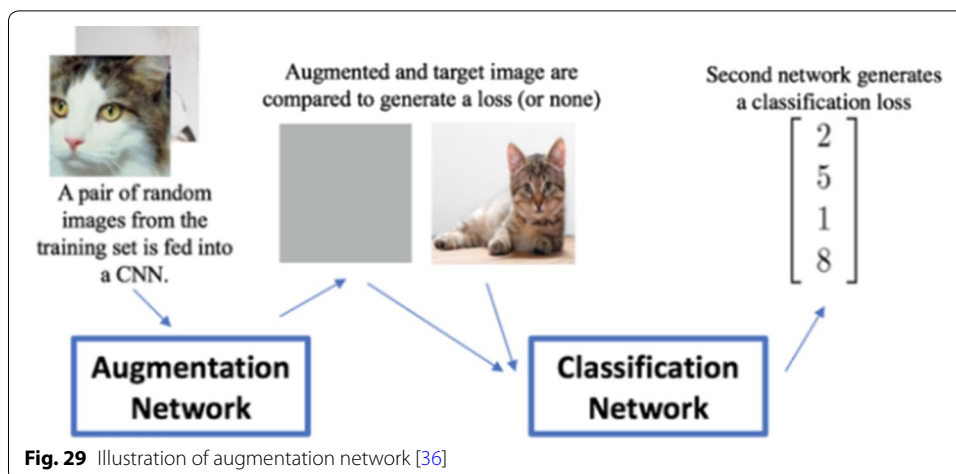 A pair of random
images from the
training set is fed into
a CNN.
Augmented and target image are
compared to generate a loss (or none)
Second network generates
a classification loss
2
5
1
8
Augmentation
Network
Classification
Network
Fig. 29 Illustration of augmentation network [36]